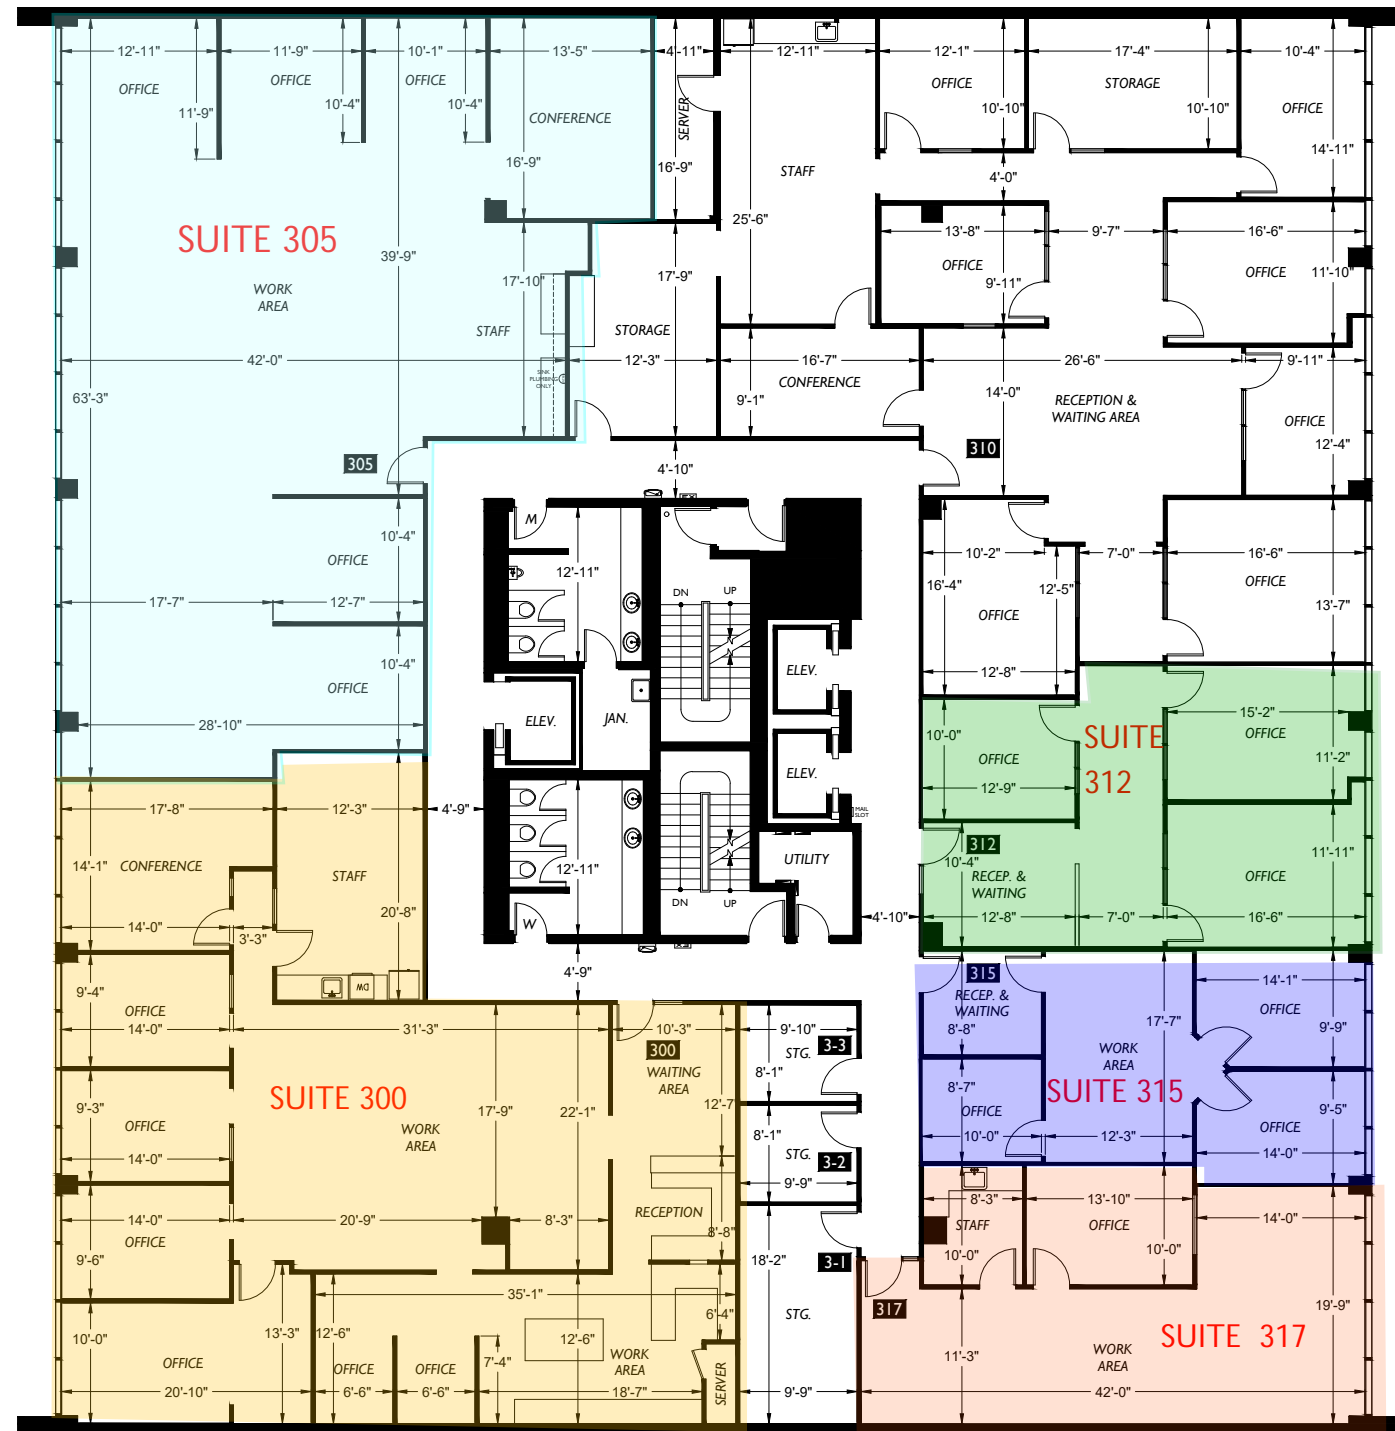 12'-11"
11'-9"
10'-1"
13'-5"
4'-11"
12'-11"
12'-1"
17'-4"
10'-4"
OFFICE
OFFICE
OFFICE
CONFERENCE
SERVER
STAFF
OFFICE
STORAGE
OFFICE
11'-9"
10'-4"
10'-4"
16'-9"
16'-9"
10'-10"
10'-10"
14'-11"
4'-0"
25'-6"
SUITE 305
39'-9"
17'-10"
17'-9"
13'-8"
9'-7"
16'-6"
OFFICE
9'-11"
OFFICE
11'-10"
WORK
AREA
STAFF
STORAGE
42'-0"
12'-3"
16'-7"
26'-6"
9'-11"
SINK
PLUMBING
ONLY
CONFERENCE
9'-1"
14'-0"
RECEPTION &
WAITING AREA
OFFICE
12'-4"
63'-3"
305
310
4'-10"
M
12'-11"
10'-4"
OFFICE
17'-7"
12'-7"
10'-4"
OFFICE
28'-10"
DN
UP
10'-2"
7'-0"
16'-6"
16'-4"
12'-5"
OFFICE
OFFICE
13'-7"
12'-8"
ELEV.
ELEV.
JAN.
ELEV.
MAIL
SLOT
10'-0"
OFFICE
12'-9"
SUITE
312
15'-2"
OFFICE
11'-2"
17'-8"
12'-3"
4'-9"
14'-1"
CONFERENCE
STAFF
14'-0"
3'-3"
20'-8"
12'-11"
W
DN
UP
UTILITY
312
10'-4"
RECEP. &
WAITING
11'-11"
OFFICE
4'-10"
12'-8"
7'-0"
16'-6"
DW
4'-9"
9'-4"
OFFICE
14'-0"
31'-3"
10'-3"
9'-10"
300
WAITING
AREA
STG.
3-3
8'-1"
315
RECEP. &
WAITING
8'-8"
17'-7"
14'-1"
OFFICE
9'-9"
WORK
AREA
SUITE 300
17'-9"
22'-1"
12'-7"
WORK
AREA
9'-3"
OFFICE
14'-0"
8'-1"
STG.
3-2
9'-9"
8'-7"
OFFICE
10'-0"
SUITE 315
12'-3"
OFFICE
9'-5"
14'-0"
14'-0"
OFFICE
9'-6"
20'-9"
8'-3"
RECEPTION
8'-8"
18'-2"
3-1
8'-3"
STAFF
10'-0"
13'-10"
OFFICE
10'-0"
14'-0"
35'-1"
6'-4"
317
STG.
10'-0"
OFFICE
20'-10"
13'-3"
12'-6"
OFFICE
6'-6"
OFFICE
6'-6"
7'-4"
12'-6"
WORK
AREA
18'-7"
SERVER
9'-9"
11'-3"
WORK
AREA
42'-0"
SUITE 317
19'-9"